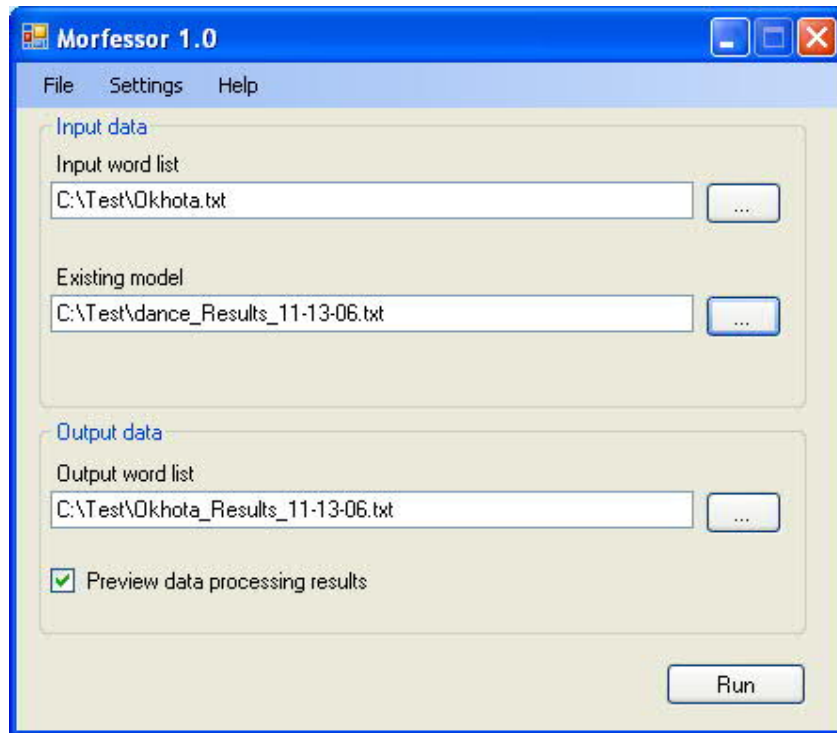 Morfessor 1.0
File Settings Help
Input data
Input word list
C:\Test\Okhota.txt
...
Existing model
C:\Test\dance_Results_11-13-06.txt
...
Output data
Output word list
C:\Test\Okhota_Results_11-13-06.txt
...
Preview data processing results
Run